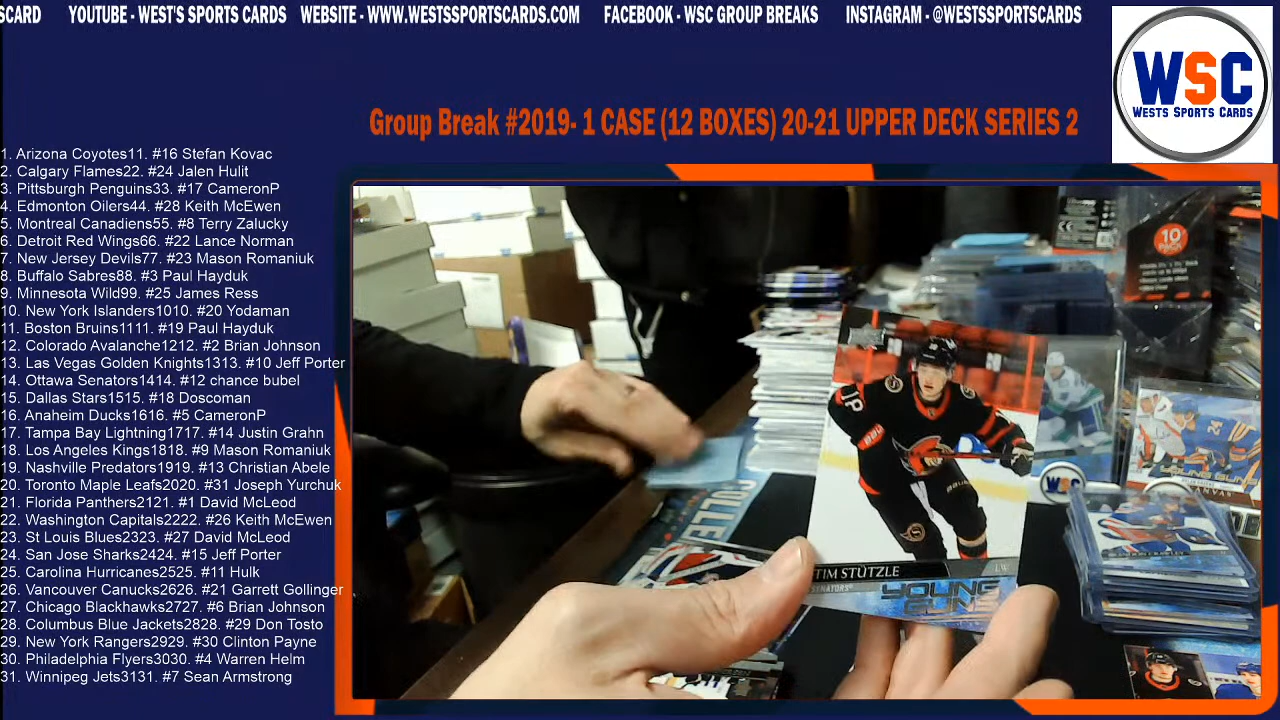 SCARD YOUTUBE - WEST'S SPORTS CARDS WEBSITE - WWW.WESTSSPORTSCARDS.COM FACEBOOK - WSC GROUP BREAKS INSTAGRAM - @WESTSSPORTSCARDS
WSC
WESTS SPORTS CARDS
Group Break #2019- 1 CASE (12 BOXES) 20-21 UPPER DECK SERIES 2
1. Arizona Coyotes11. #16 Stefan Kovac
2. Calgary Flames22. #24 Jalen Hulit
3. Pittsburgh Penguins33. #17 CameronP
4. Edmonton Oilers44. #28 Keith McEwen
5. Montreal Canadiens55. #8 Terry Zalucky
6. Detroit Red Wings66. #22 Lance Norman
7. New Jersey Devils77. #23 Mason Romaniuk
8. Buffalo Sabres88. #3 Paul Hayduk
9. Minnesota Wild99. #25 James Ress
10. New York Islanders1010. #20 Yodaman
11. Boston Bruins1111. #19 Paul Hayduk
12. Colorado Avalanche1212. #2 Brian Johnson
13. Las Vegas Golden Knights1313. #10 Jeff Porter
14. Ottawa Senators1414. #12 chance bubel
15. Dallas Stars1515. #18 Doscoman
16. Anaheim Ducks1616. #5 CameronP
17. Tampa Bay Lightning1717. #14 Justin Grahn
18. Los Angeles Kings1818. #9 Mason Romaniuk
19. Nashville Predators1919. #13 Christian Abele
20. Toronto Maple Leafs2020. #31 Joseph Yurchuk
21. Florida Panthers2121. #1 David McLeod
22. Washington Capitals2222. #26 Keith McEwen
23. St Louis Blues2323. #27 David McLeod
24. San Jose Sharks2424. #15 Jeff Porter
25. Carolina Hurricanes2525. #11 Hulk
26. Vancouver Canucks2626. #21 Garrett Gollinger
27. Chicago Blackhawks2727. #6 Brian Johnson
28. Columbus Blue Jackets2828. #29 Don Tosto
29. New York Rangers2929. #30 Clinton Payne
30. Philadelphia Flyers3030. #4 Warren Helm
31. Winnipeg Jets3131. #7 Sean Armstrong
10
PACK
TIM STÜTZLE LW
SENATORS
YOUNG
GUNS
YOUNG GUNS
CANVAS
WSC